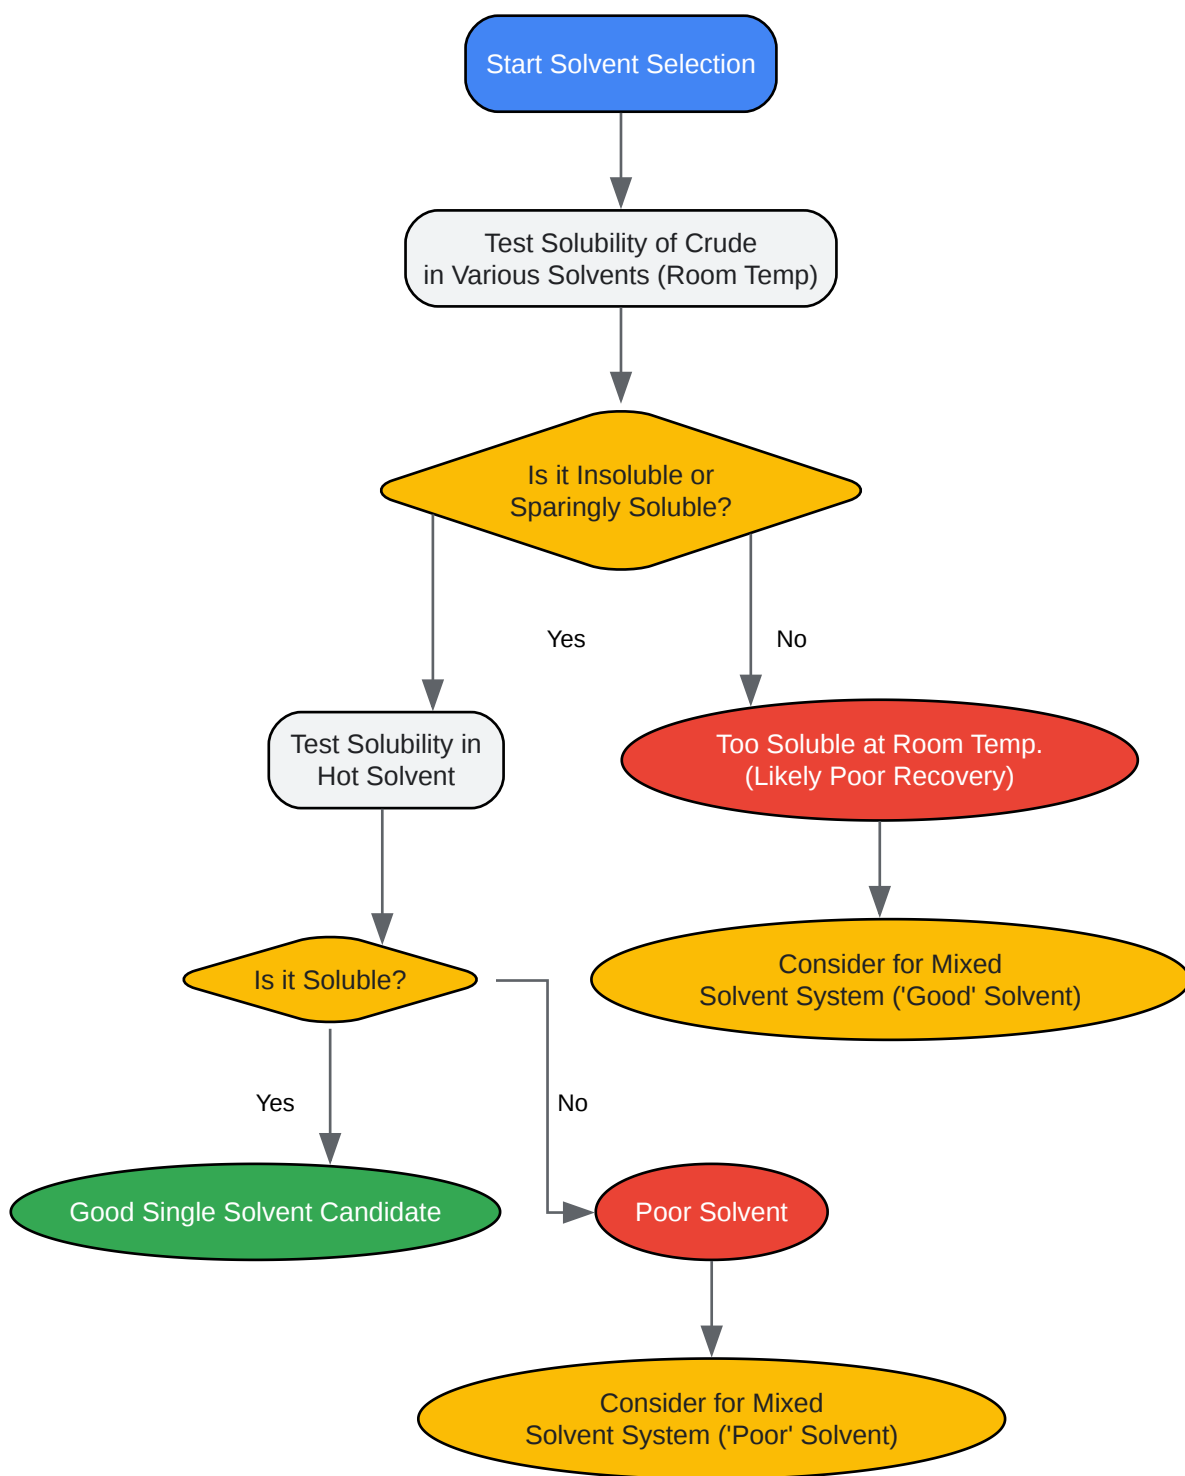 Start Solvent Selection
Test Solubility of Crude
in Various Solvents (Room Temp)
Is it Insoluble or
Sparingly Soluble?
Yes
No
Test Solubility in
Hot Solvent
Too Soluble at Room Temp.
(Likely Poor Recovery)
Is it Soluble?
Consider for Mixed
Solvent System ('Good' Solvent)
Yes
No
Good Single Solvent Candidate
Poor Solvent
Consider for Mixed
Solvent System ('Poor' Solvent)